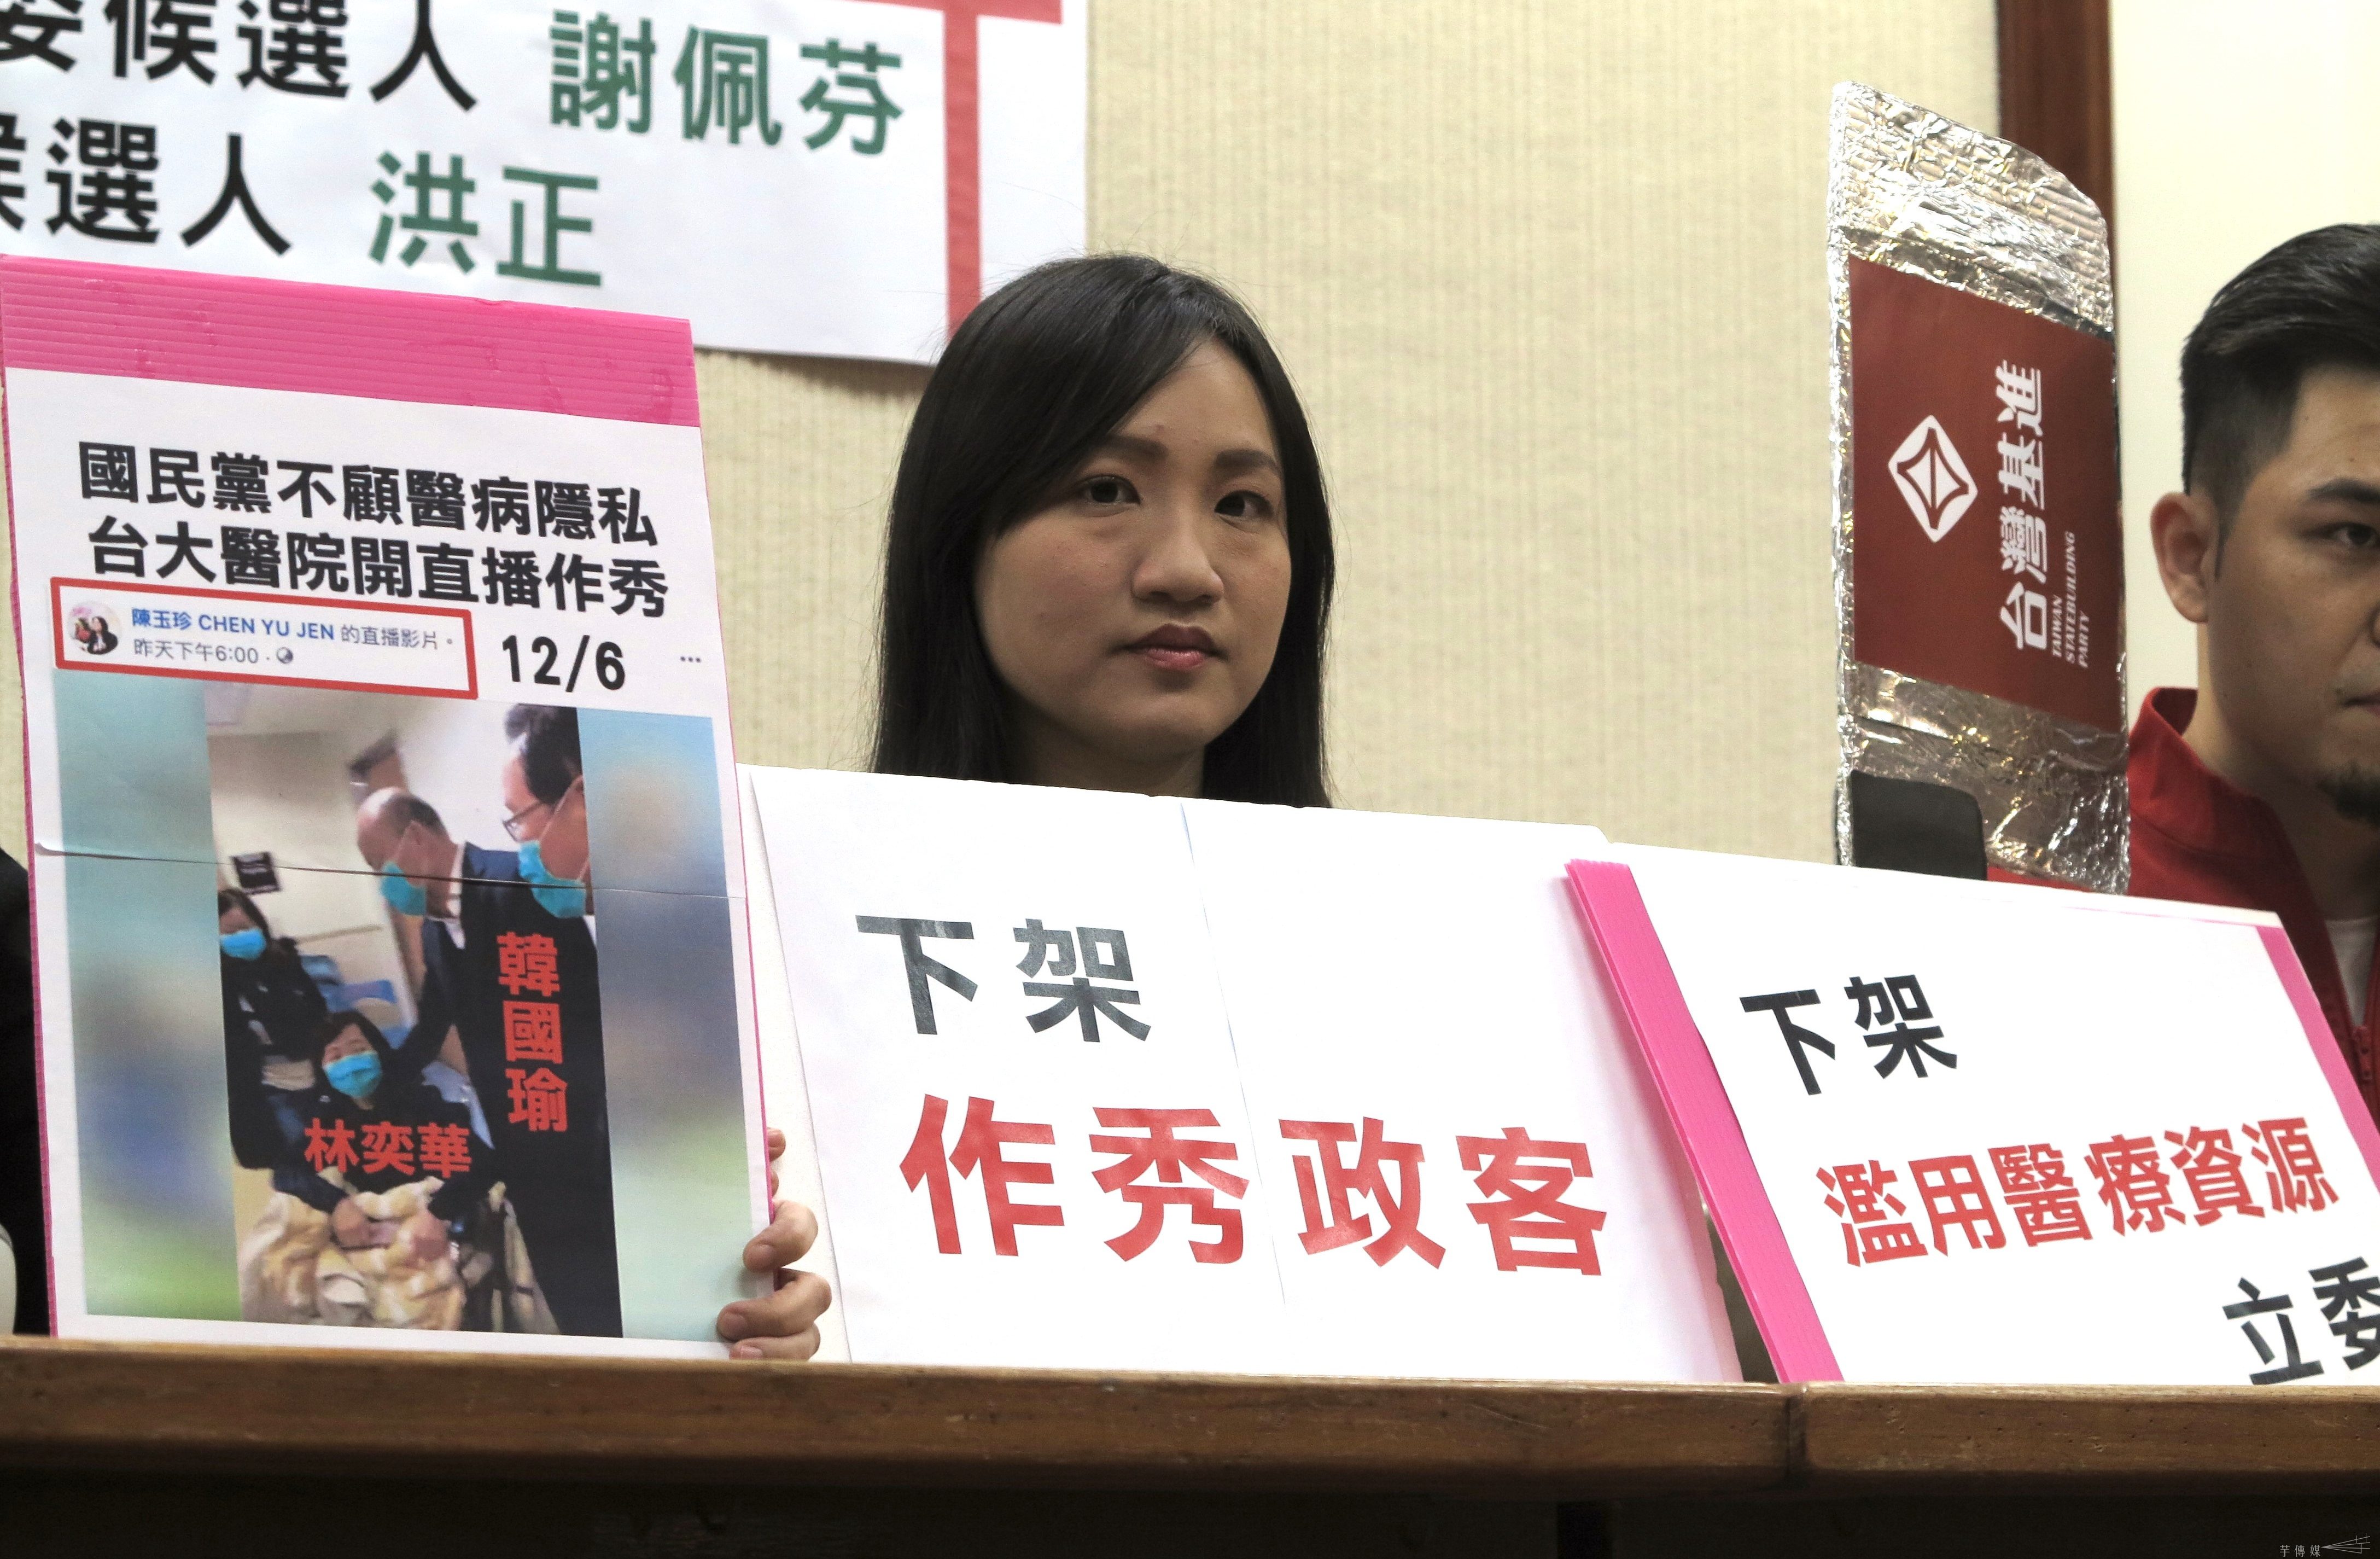 委候選人 謝佩芬
候選人 洪正
國民黨不顧醫病隱私
台大醫院開直播作秀
陳玉珍 CHEN YU JEN 的直播影片。
昨天下午6:00
12/6
韓國瑜
林奕華
下架
作秀政客
下架
濫用醫療資源
立委
台灣基進
TAIWAN
STATEBUILDING
PARTY
芋傳媒